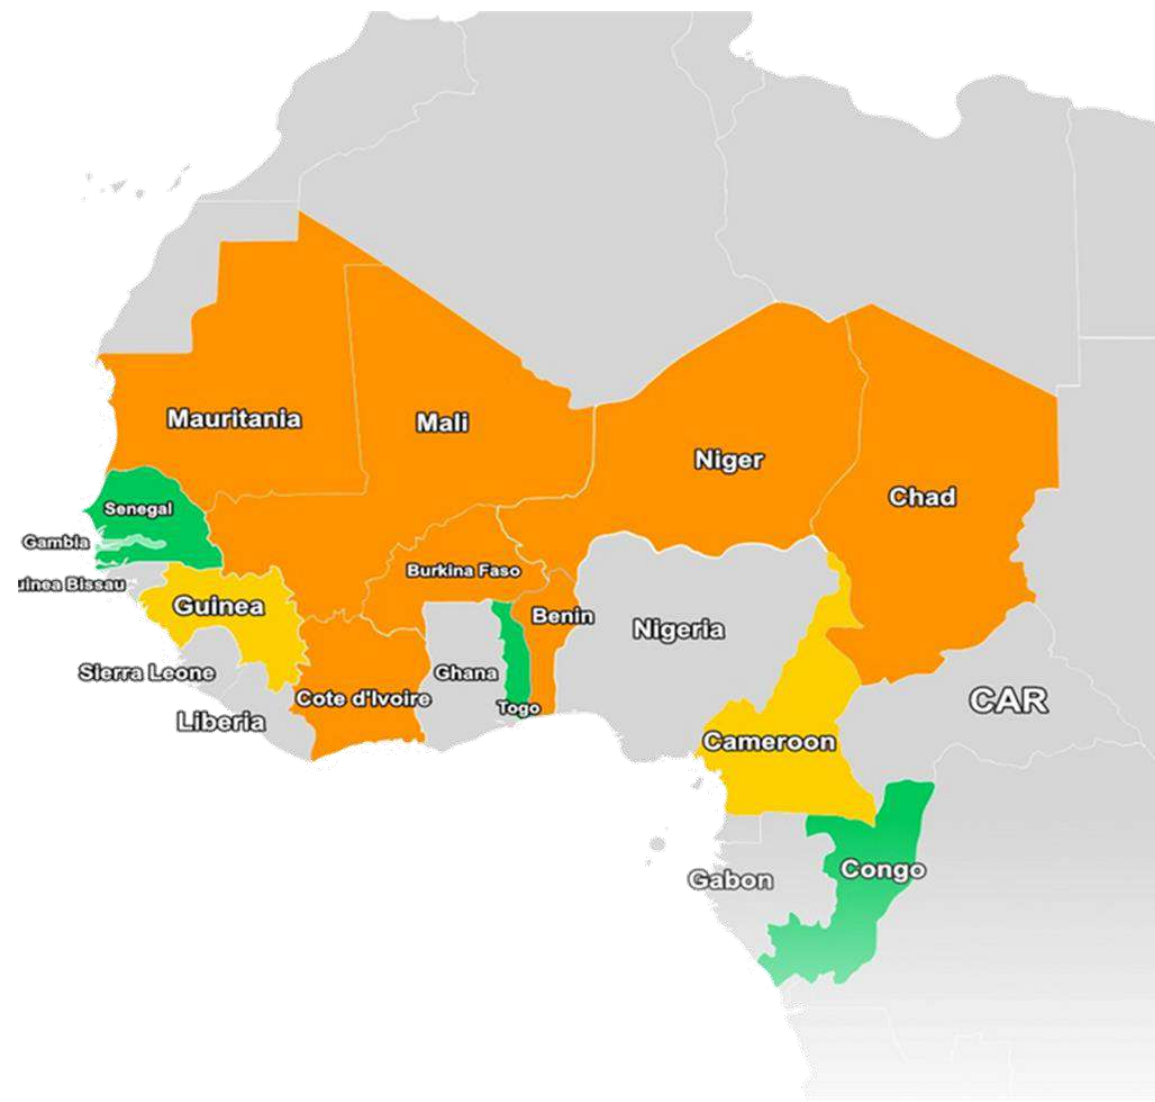 Mauritania
Mali
Niger
Chad
Senegal
Gambia
uinea Bissau
Burkina Faso
Guinea
Benin
Nigeria
Sierra Leone
Ghana
Cote d'Ivoire
CAR
Togo
Liberia
Cameroon
Congo
Gabon